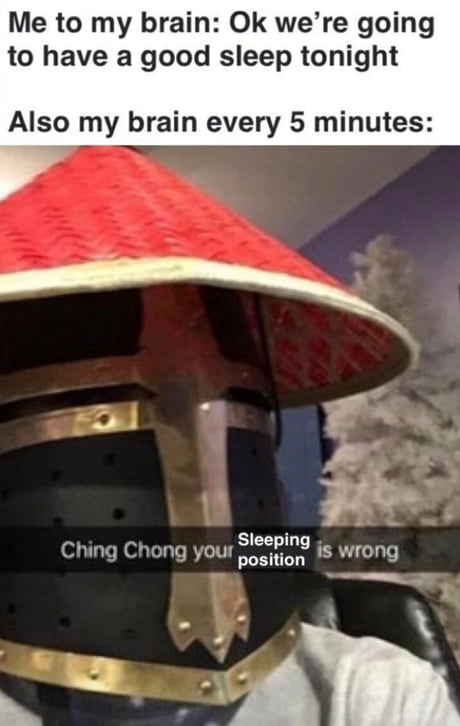 Me to my brain: Ok we're going
to have a good sleep tonight
Also my brain every 5 minutes:
Ching Chong your Sleeping position is wrong